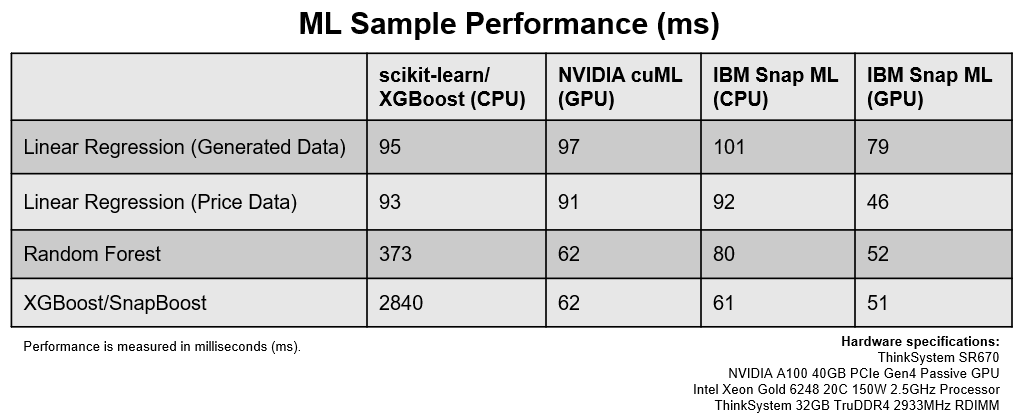 ML Sample Performance (ms)
scikit-learn/ NVIDIA cuML IBM Snap ML IBM Snap ML
XGBoost (CPU) (GPU) (CPU) (GPU)
Linear Regression (Generated Data) 95 97 101 79
Linear Regression (Price Data) 93 91 92 46
Random Forest 373 62 80 52
XGBoost/SnapBoost 2840 62 61 51
Performance is measured in milliseconds (ms).
Hardware specifications:
ThinkSystem SR670
NVIDIA A100 40GB PCIe Gen4 Passive GPU
Intel Xeon Gold 6248 20C 150W 2.5GHz Processor
ThinkSystem 32GB TruDDR4 2933MHz RDIMM